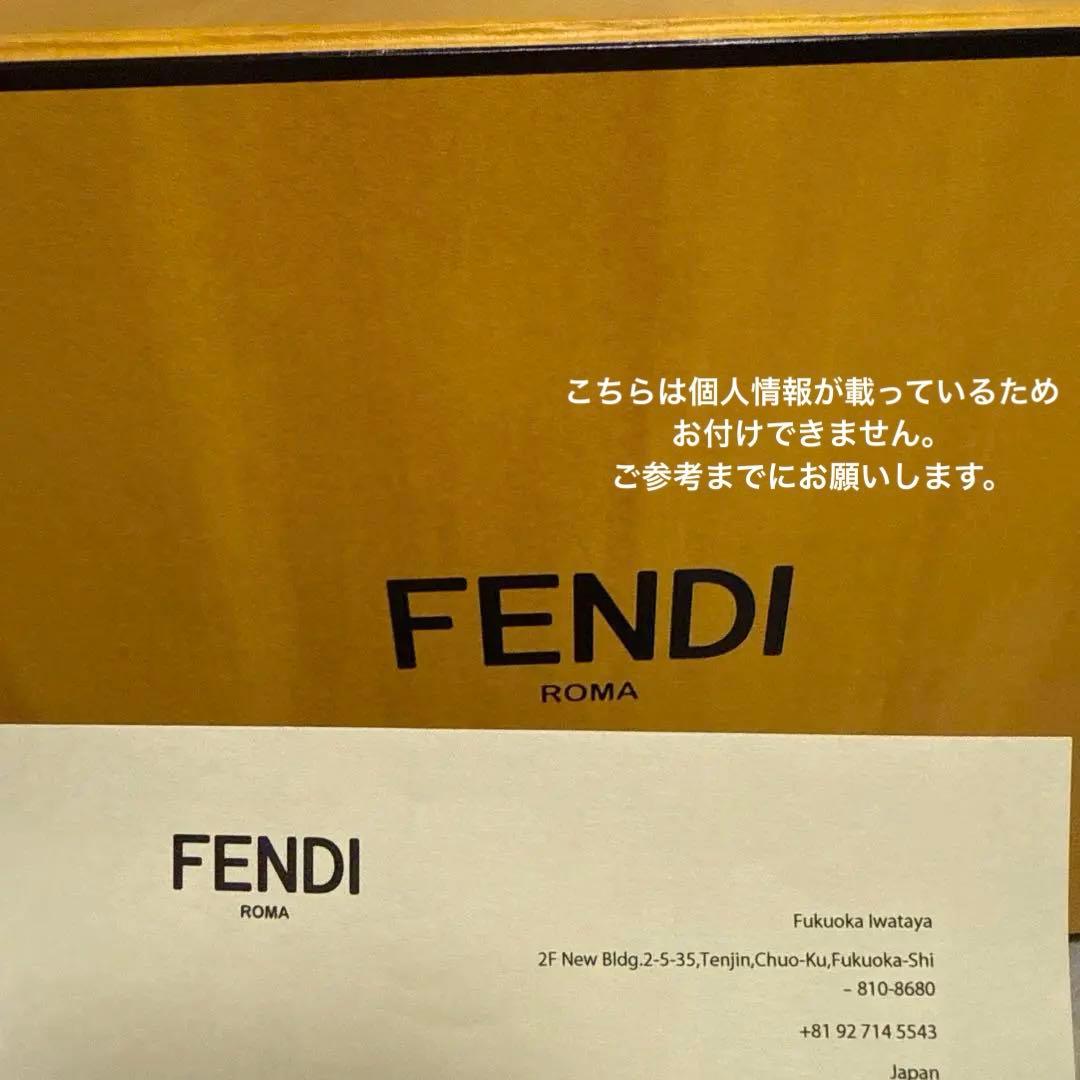 こちらは個人情報が載っているため
お付けできません。
ご参考までにお願いします。
FENDI
ROMA
FENDI
ROMA
Fukuoka Iwataya
2F New Bldg.2-5-35,Tenjin,Chuo-Ku,Fukuoka-Shi
– 810-8680
+81 92 714 5543
Japan